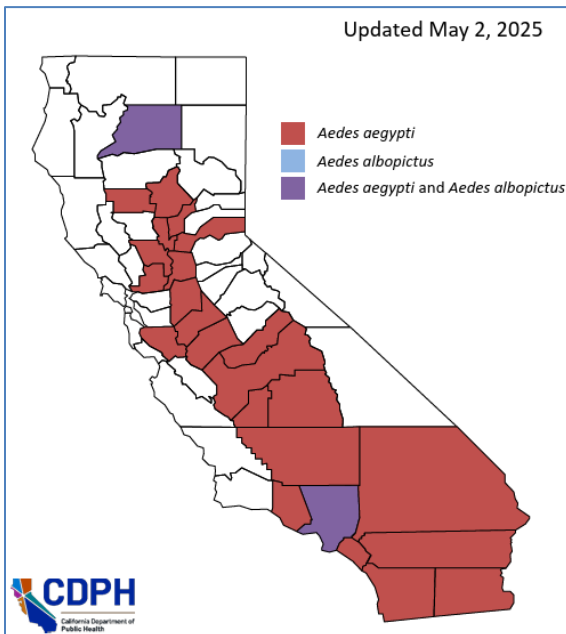 Updated May 2, 2025
Aedes aegypti
Aedes albopictus
Aedes aegypti and Aedes albopictus
CDPH
California Department of
Public Health